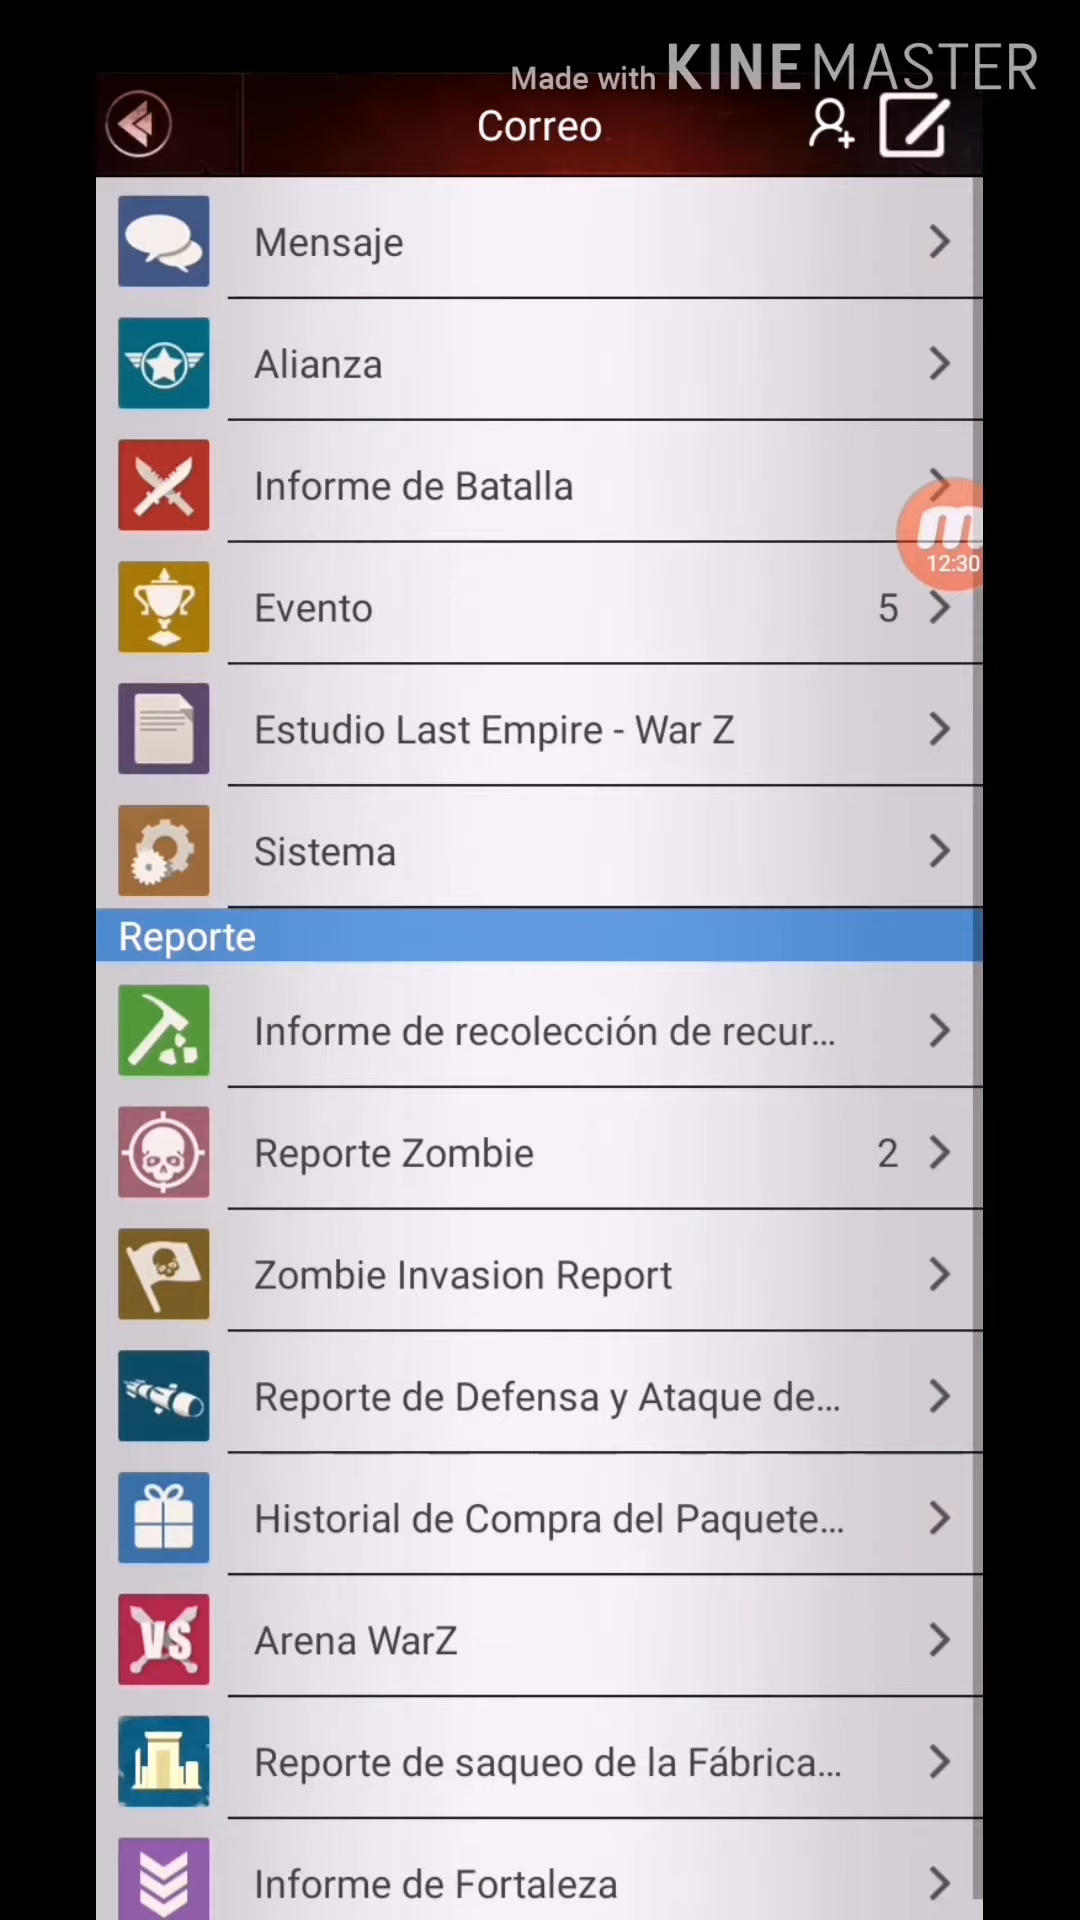 Made with KINEMASTER
Correo
Mensaje
Alianza
Informe de Batalla
12:30
Evento 5
Estudio Last Empire - War Z
Sistema
Reporte
Informe de recolección de recur...
Reporte Zombie 2
Zombie Invasion Report
Reporte de Defensa y Ataque de...
Historial de Compra del Paquete...
VS
Arena WarZ
Reporte de saqueo de la Fábrica...
Informe de Fortaleza